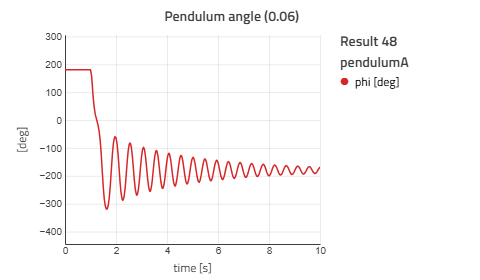 Pendulum angle (0.06)
Result 48
pendulumA
phi [deg]
300
200
100
0
−100
−200
−300
−400
[deg]
0 2 4 6 8 10
time [s]